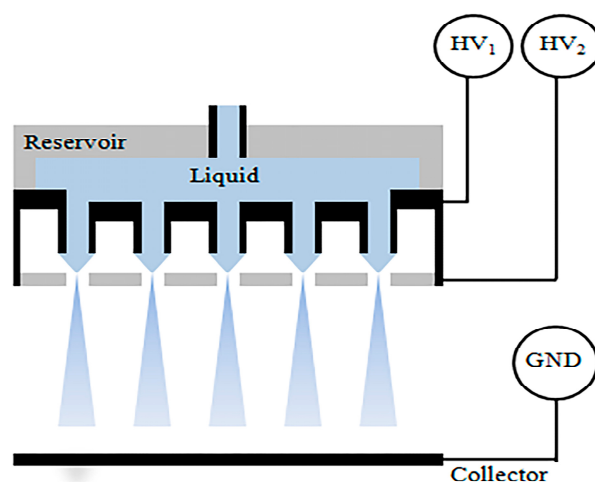 HV₁ HV₂
Reservoir
Liquid
GND
Collector